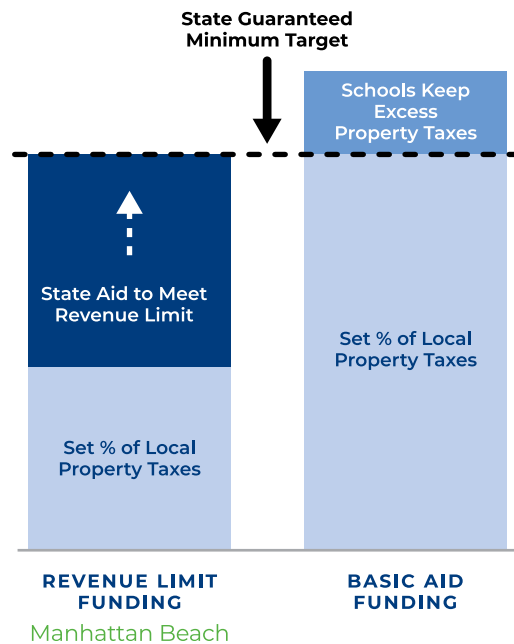 State Guaranteed
Minimum Target
Schools Keep
Excess
Property Taxes
State Aid to Meet
Revenue Limit
Set % of Local
Property Taxes
Set % of Local
Property Taxes
REVENUE LIMIT
FUNDING
Manhattan Beach
BASIC AID
FUNDING